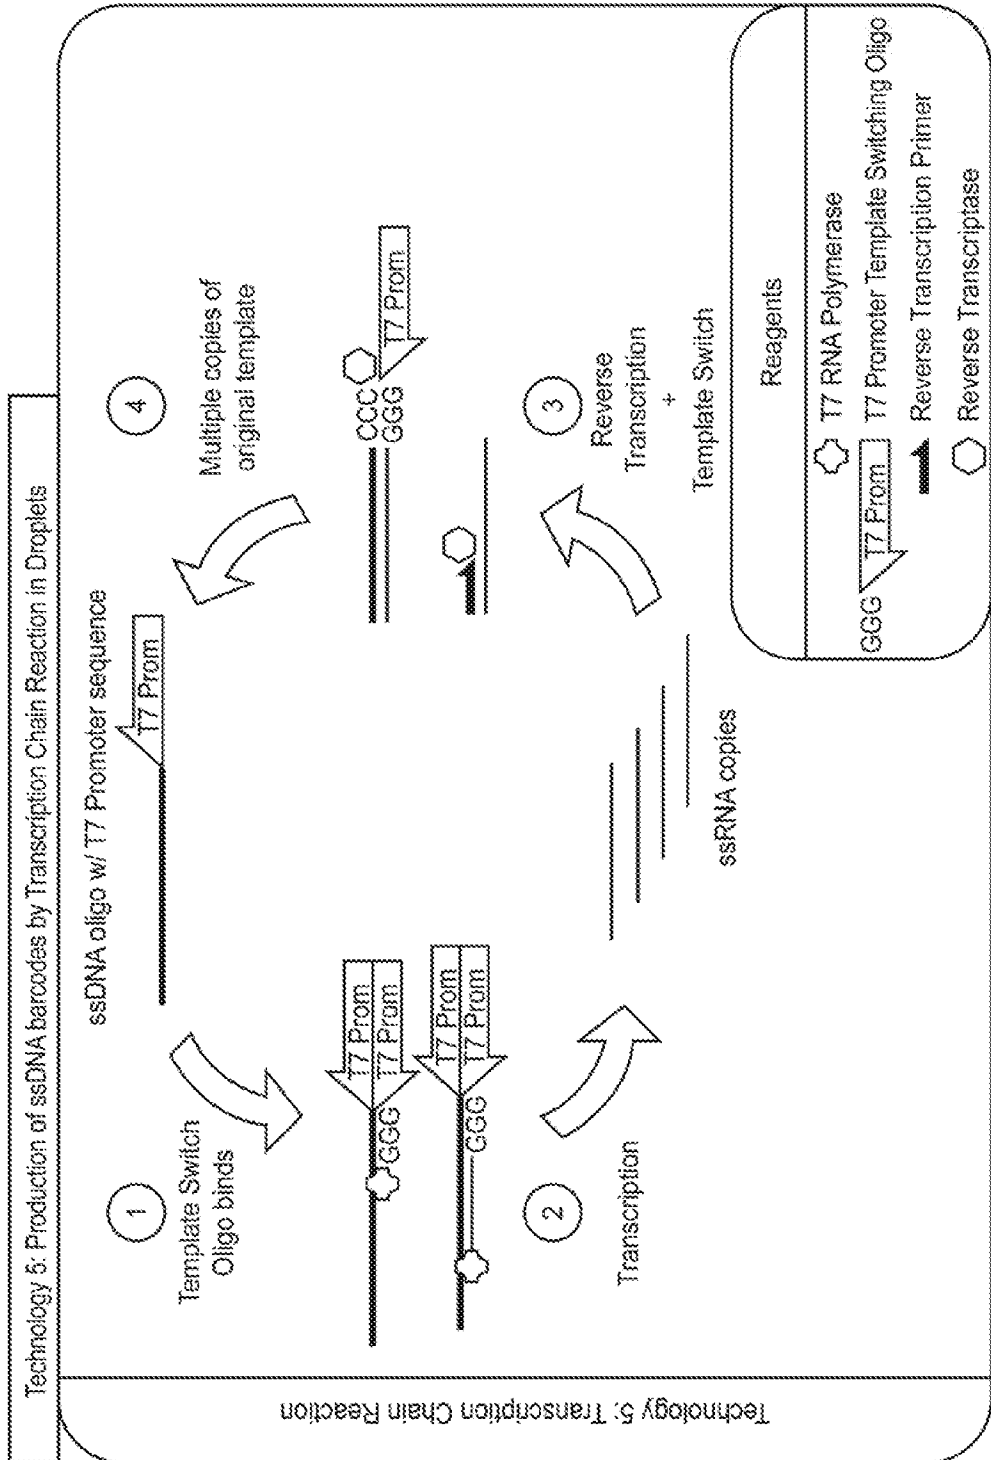 Technology 5: Production of ssDNA barcodes by Transcription Chain Reaction in Droplets
Technology 5: Transcription Chain Reaction
ssDNA oligo w/ T7 Promoter sequence
T7 Prom
1
Template Switch
Oligo binds
T7 Prom
T7 Prom
GGG
T7 Prom
T7 Prom
GGG
2
Transcription
ssRNA copies
3
Reverse
Transcription
+
Template Switch
4
Multiple copies of
original template
CCC
GGG
T7 Prom
Reagents
T7 RNA Polymerase
GGG T7 Prom T7 Promoter Template Switching Oligo
Reverse Transcription Primer
Reverse Transcriptase